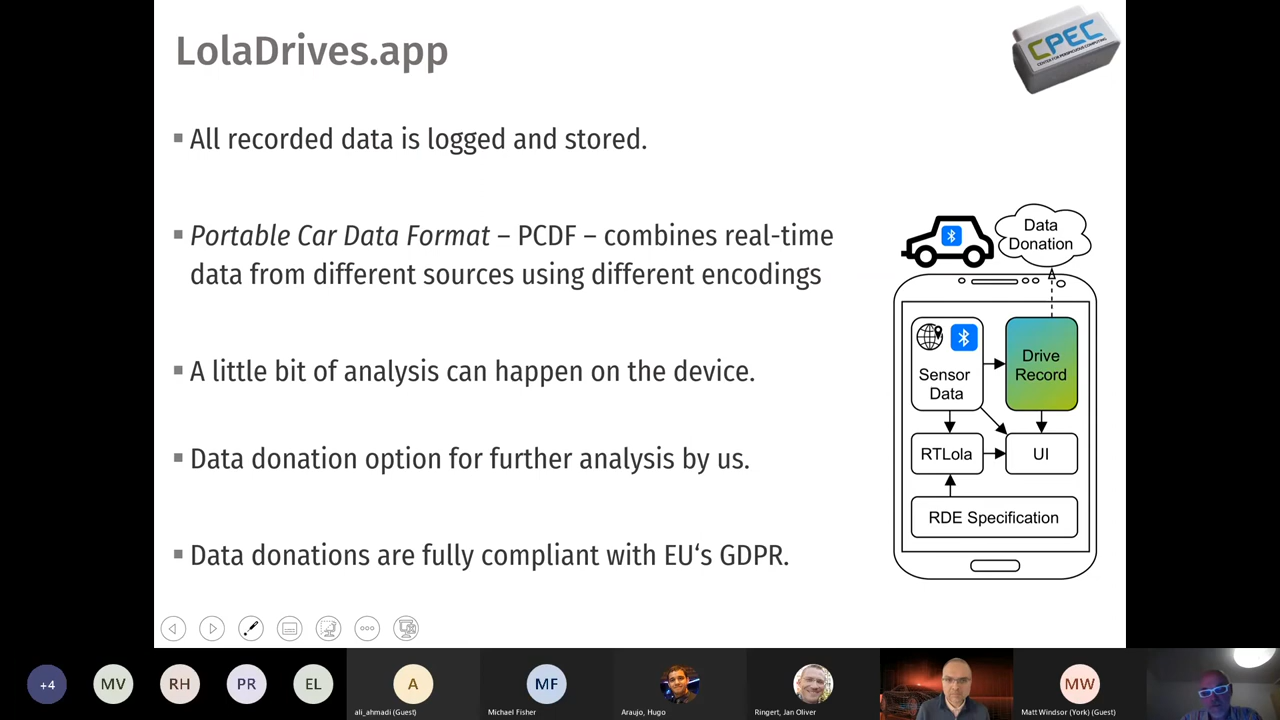 LolaDrives.app
CPEC
CENTER FOR PERSPICUOUS COMPUTING
▪ All recorded data is logged and stored.
▪ Portable Car Data Format – PCDF – combines real-time
data from different sources using different encodings
▪ A little bit of analysis can happen on the device.
▪ Data donation option for further analysis by us.
▪ Data donations are fully compliant with EU‘s GDPR.
Data
Donation
Sensor
Data
Drive
Record
RTLola
UI
RDE Specification
+4
MV
RH
PR
EL
A
ali_ahmadi (Guest)
MF
Michael Fisher
Araujo, Hugo
Ringert, Jan Oliver
MW
Matt Windsor (York) (Guest)